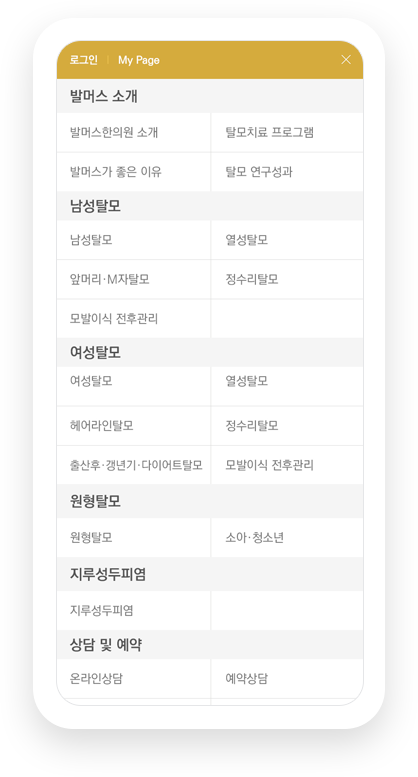 로그인 | My Page ×
발머스 소개
발머스한의원 소개 탈모치료 프로그램
발머스가 좋은 이유 탈모 연구성과
남성탈모
남성탈모 열성탈모
앞머리·M자탈모 정수리탈모
모발이식 전후관리
여성탈모
여성탈모 열성탈모
헤어라인탈모 정수리탈모
출산후·갱년기·다이어트탈모 모발이식 전후관리
원형탈모
원형탈모 소아·청소년
지루성두피염
지루성두피염
상담 및 예약
온라인상담 예약상담